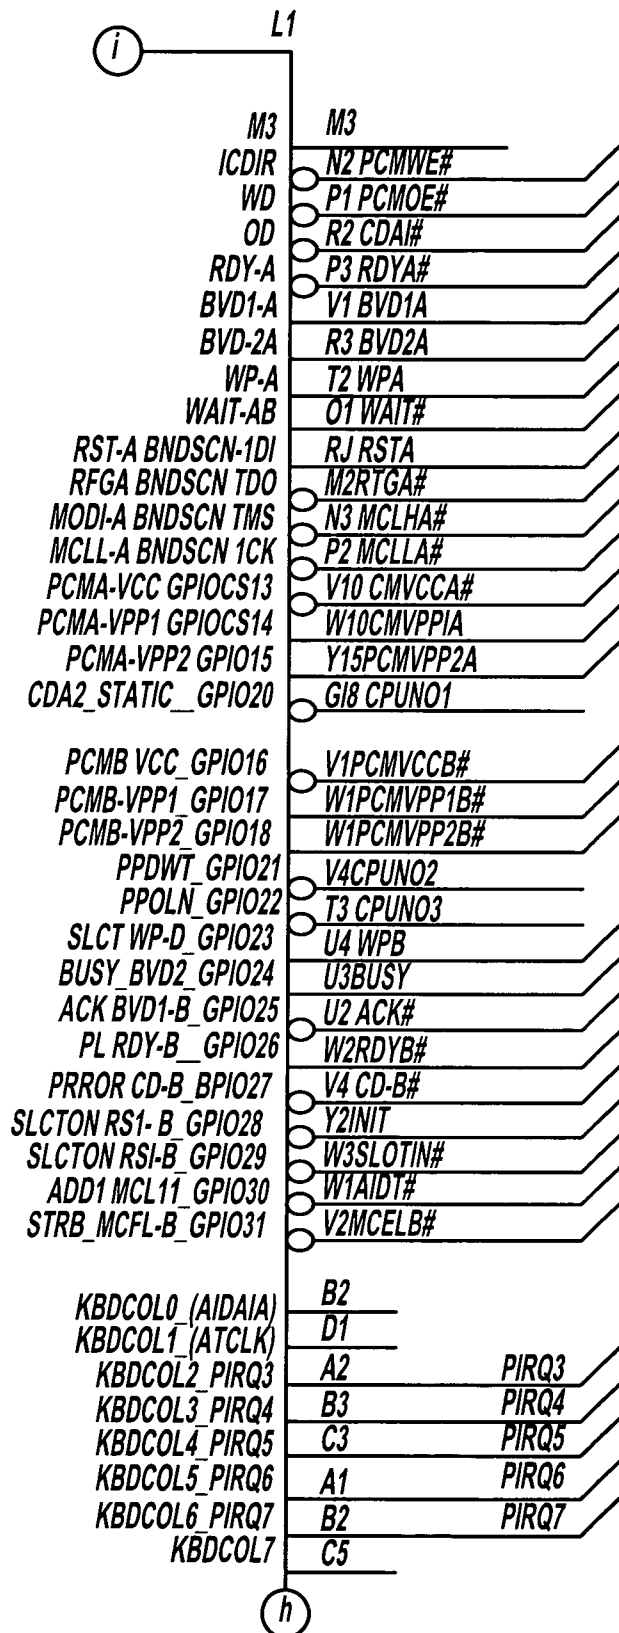 L1
i
M3 M3
ICDIR N2 PCMWE#
WD P1 PCMOE#
OD R2 CDAI#
RDY-A P3 RDYA#
BVD1-A V1 BVD1A
BVD-2A R3 BVD2A
WP-A T2 WPA
WAIT-AB O1 WAIT#
RST-A BNDSCN-1DI RJ RSTA
RFGA BNDSCN TDO M2RTGA#
MODI-A BNDSCN TMS N3 MCLHA#
MCLL-A BNDSCN 1CK P2 MCLLA#
PCMA-VCC GPIOCS13 V10 CMVCCA#
PCMA-VPP1 GPIOCS14 W10CMVPPIA
PCMA-VPP2 GPIO15 Y15PCMVPP2A
CDA2_STATIC__GPIO20 GI8 CPUNO1
PCMB VCC_GPIO16 V1PCMVCCB#
PCMB-VPP1_GPIO17 W1PCMVPP1B#
PCMB-VPP2_GPIO18 W1PCMVPP2B#
PPDWT_GPIO21 V4CPUNO2
PPOLN_GPIO22 T3 CPUNO3
SLCT WP-D_GPIO23 U4 WPB
BUSY_BVD2_GPIO24 U3BUSY
ACK BVD1-B_GPIO25 U2 ACK#
PL RDY-B__GPIO26 W2RDYB#
PRROR CD-B_BPIO27 V4 CD-B#
SLCTON RS1- B_GPIO28 Y2INIT
SLCTON RSI-B_GPIO29 W3SLOTIN#
ADD1 MCL11_GPIO30 W1AIDT#
STRB_MCFL-B_GPIO31 V2MCELB#
KBDCOL0_(AIDAIA) B2
KBDCOL1_(ATCLK) D1
KBDCOL2_PIRQ3 A2 PIRQ3
KBDCOL3_PIRQ4 B3 PIRQ4
KBDCOL4_PIRQ5 C3 PIRQ5
KBDCOL5_PIRQ6 A1 PIRQ6
KBDCOL6_PIRQ7 B2 PIRQ7
KBDCOL7 C5
h